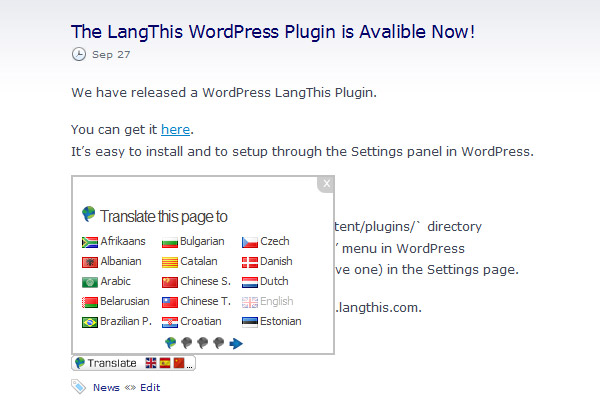 The LangThis WordPress Plugin is Avalible Now!
Sep 27
We have released a WordPress LangThis Plugin.
You can get it here.
It's easy to install and to setup through the Settings panel in WordPress.
x
Translate this page to
Afrikaans Bulgarian Czech
Albanian Catalan Danish
Arabic Chinese S. Dutch
Belarusian Chinese T. English
Brazilian P. Croatian Estonian
tent/plugins/` directory
' menu in WordPress
ve one) in the Settings page.
.langthis.com.
Translate ...
News «» Edit